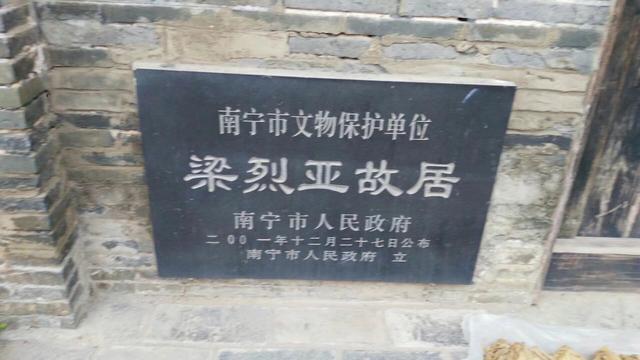 南宁市文物保护单位
梁烈亚故居
南宁市人民政府
二00一年十二月二十七日公布
南宁市人民政府 立